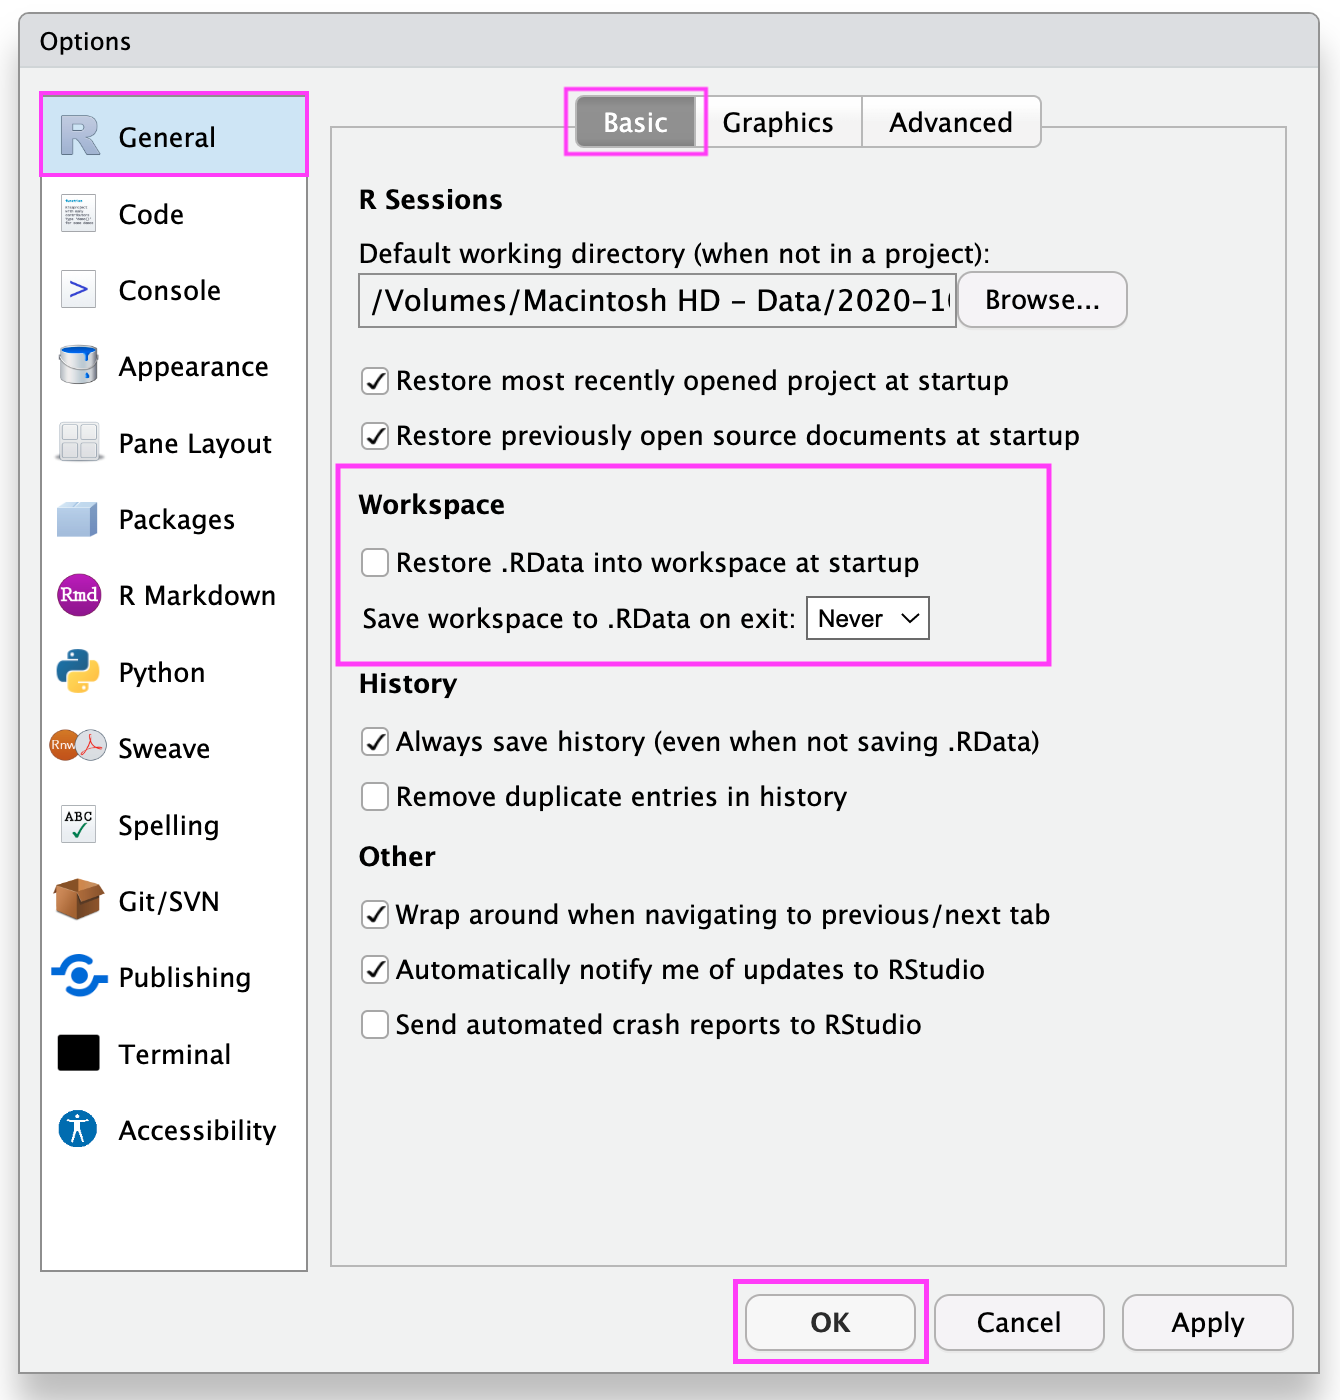 Options
General
Code
Console
Appearance
Pane Layout
Packages
Rmd
R Markdown
Python
Rnw
Sweave
ABC
Spelling
Git/SVN
Publishing
Terminal
Accessibility
Basic
Graphics
Advanced
R Sessions
Default working directory (when not in a project):
/Volumes/Macintosh HD – Data/2020-1
Browse...
Restore most recently opened project at startup
Restore previously open source documents at startup
Workspace
Restore .RData into workspace at startup
Save workspace to .RData on exit: Never
History
Always save history (even when not saving .RData)
Remove duplicate entries in history
Other
Wrap around when navigating to previous/next tab
Automatically notify me of updates to RStudio
Send automated crash reports to RStudio
OK
Cancel
Apply